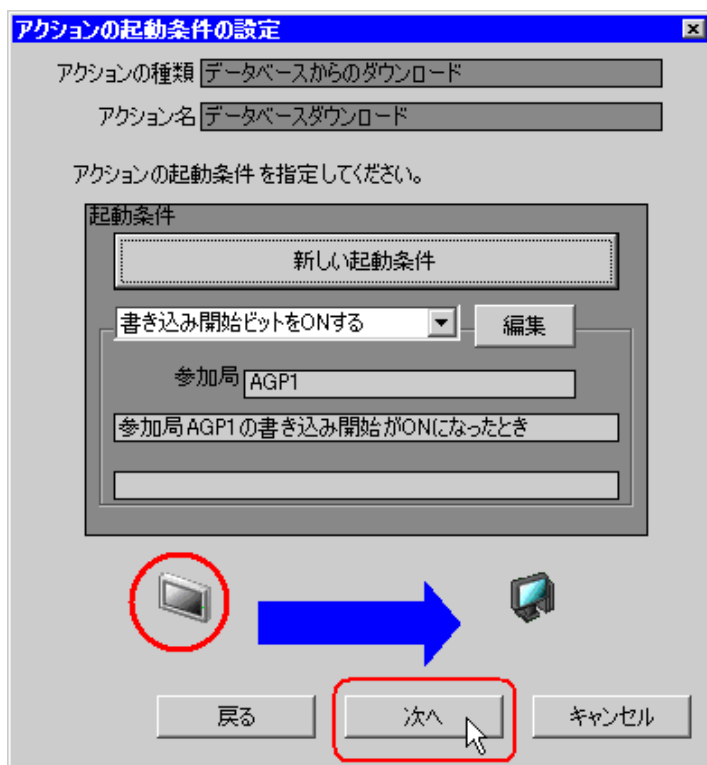 アクションの起動条件の設定
アクションの種類 データベースからのダウンロード
アクション名 データベースダウンロード
アクションの起動条件を指定してください。
起動条件
新しい起動条件
書き込み開始ビットをONする 編集
参加局 AGP1
参加局AGP1の書き込み開始がONになったとき
戻る 次へ キャンセル